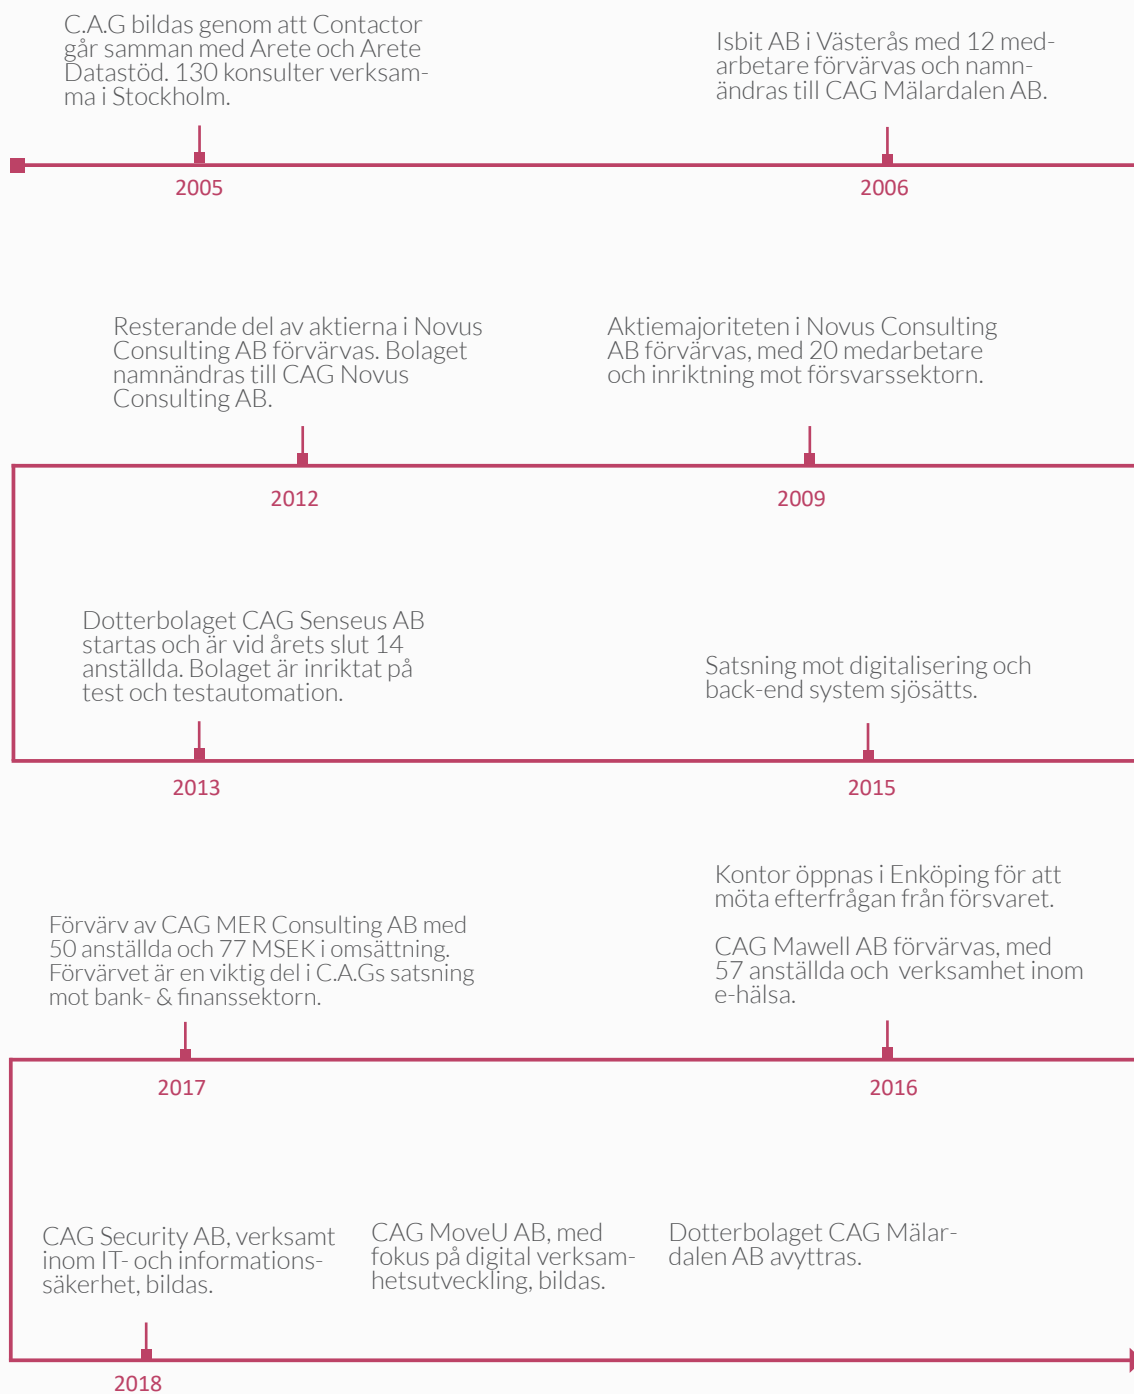 C.A.G bildas genom att Contactor
går samman med Arete och Arete
Datastöd. 130 konsulter verksam-
ma i Stockholm.
2005
Isbit AB i Västerås med 12 med-
arbetare förvärvas och namn-
ändras till CAG Mälardalen AB.
2006
Resterande del av aktierna i Novus
Consulting AB förvärvas. Bolaget
namnändras till CAG Novus
Consulting AB.
2012
Aktiemajoriteten i Novus Consulting
AB förvärvas, med 20 medarbetare
och inriktning mot försvarssektorn.
2009
Dotterbolaget CAG Senseus AB
startas och är vid årets slut 14
anställda. Bolaget är inriktat på
test och testautomation.
2013
Satsning mot digitalisering och
back-end system sjösätts.
2015
Förvärv av CAG MER Consulting AB med
50 anställda och 77 MSEK i omsättning.
Förvärvet är en viktig del i C.A.Gs satsning
mot bank- & finanssektorn.
2017
Kontor öppnas i Enköping för att
möta efterfrågan från försvaret.
CAG Mawell AB förvärvas, med
57 anställda och verksamhet inom
e-hälsa.
2016
CAG Security AB, verksamt
inom IT- och informations-
säkerhet, bildas.
CAG MoveU AB, med
fokus på digital verksam-
hetsutveckling, bildas.
Dotterbolaget CAG Mälar-
dalen AB avyttras.
2018